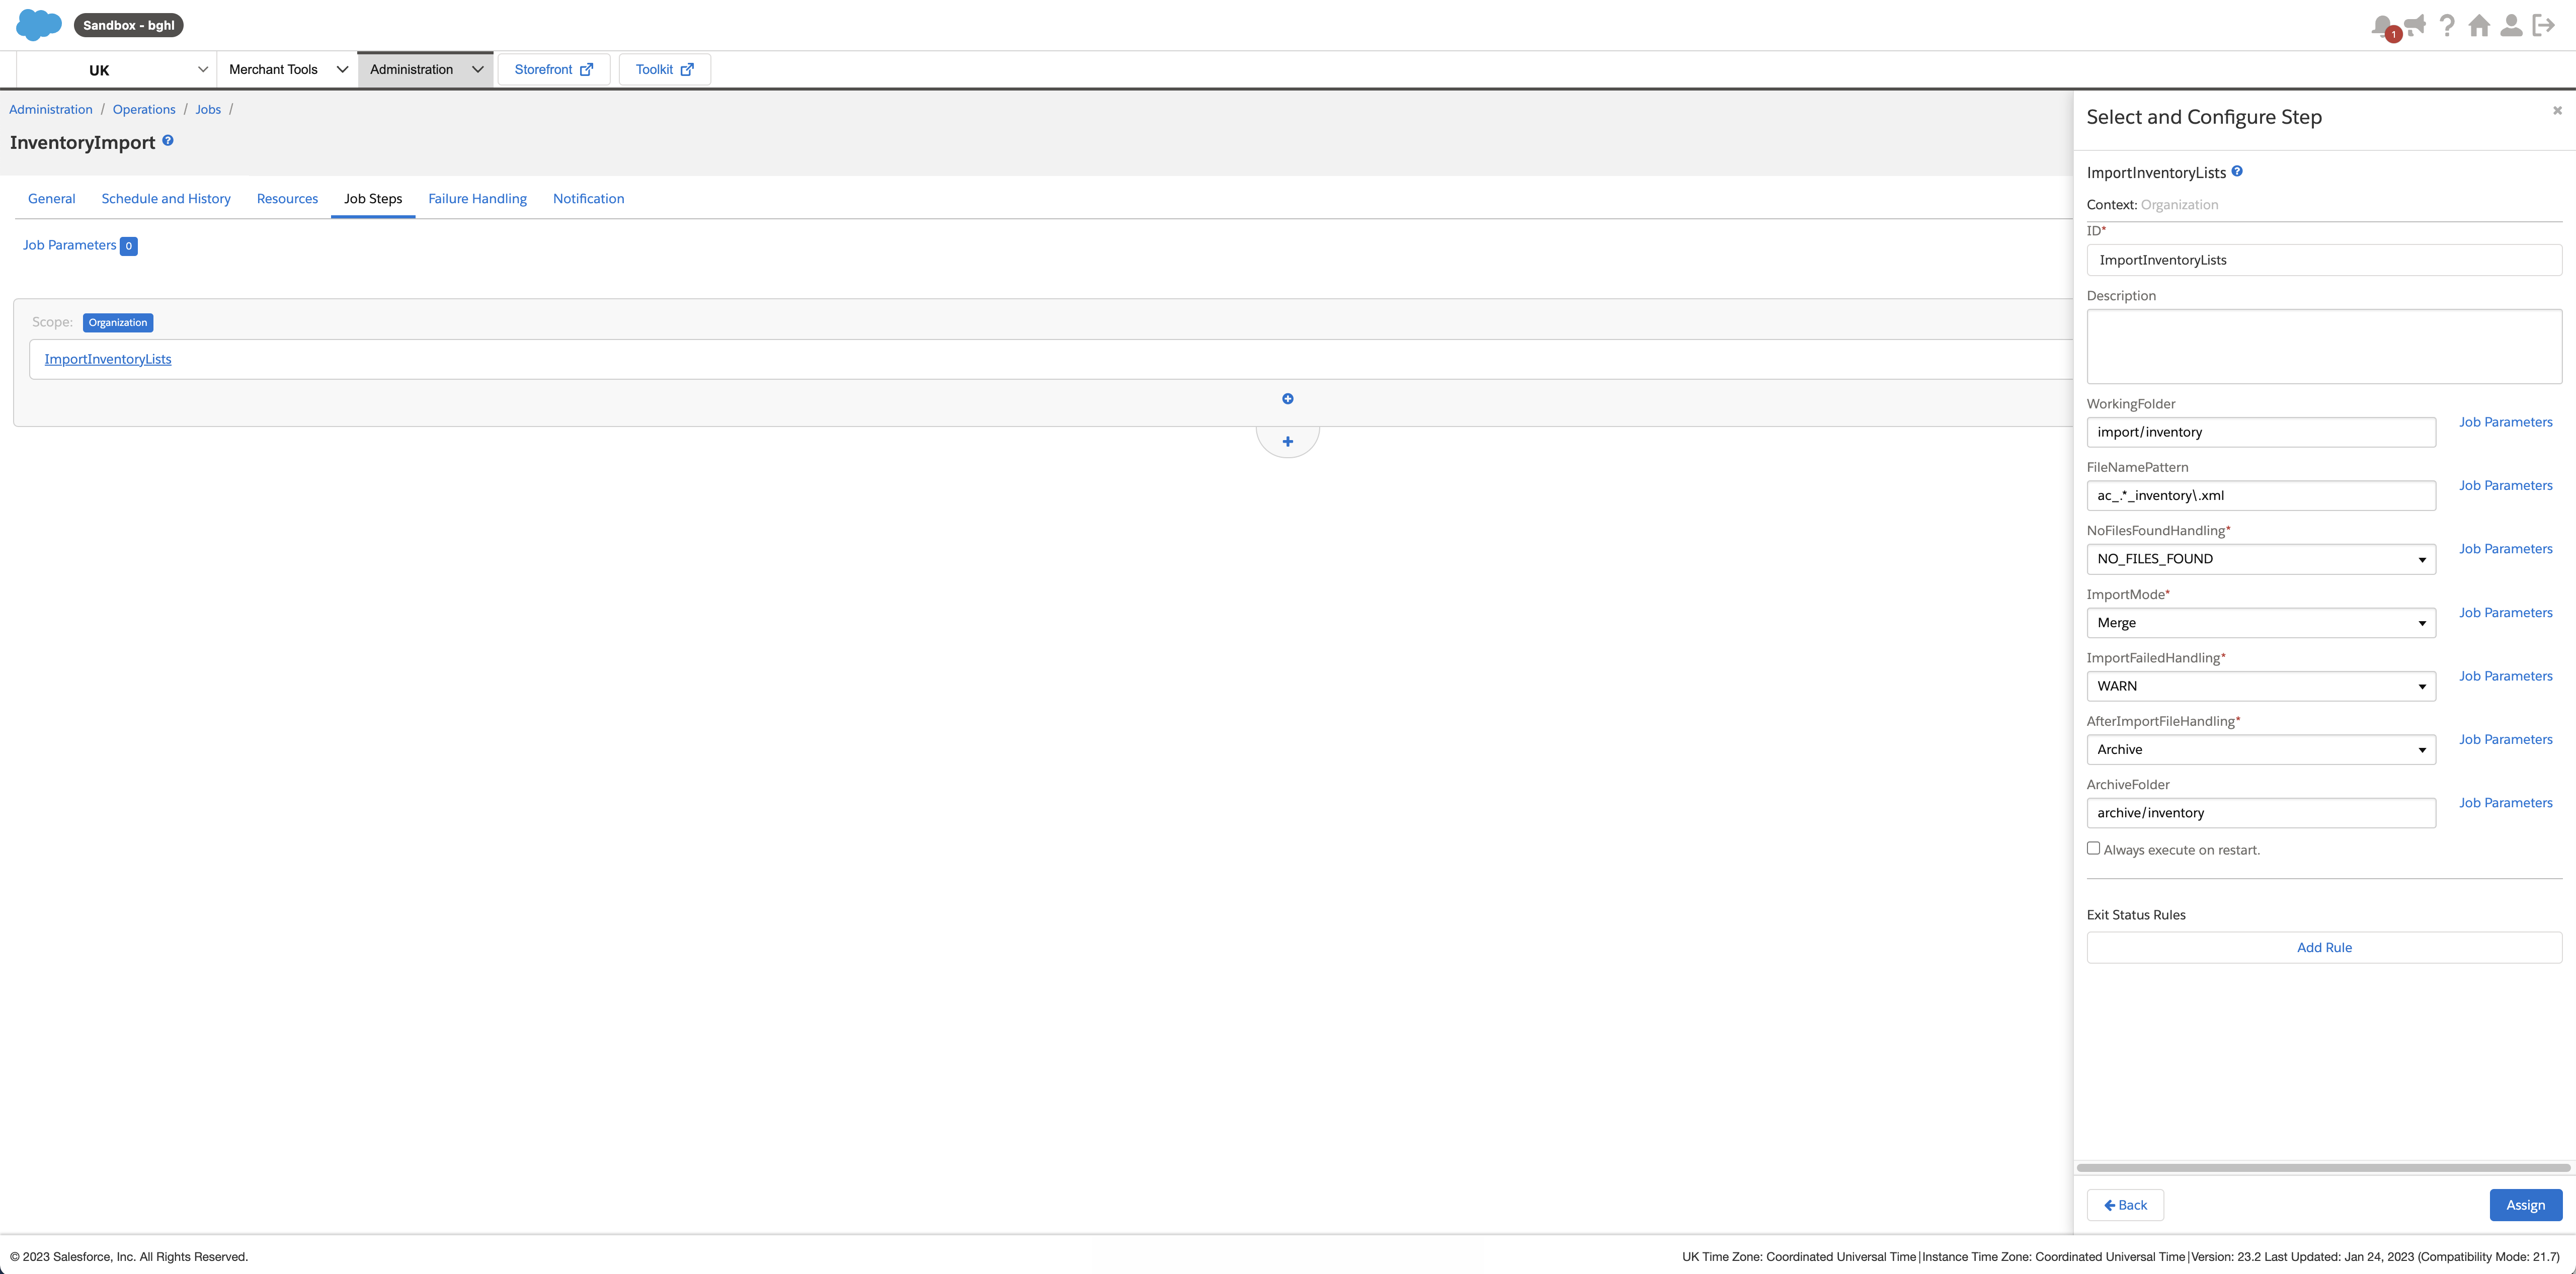 Sandbox - bghl
1
UK
Merchant Tools
Administration
Storefront
Toolkit
Administration / Operations / Jobs /
InventoryImport ?
General
Schedule and History
Resources
Job Steps
Failure Handling
Notification
Job Parameters 0
Scope: Organization
ImportInventoryLists
Select and Configure Step
ImportInventoryLists ?
Context: Organization
ID*
ImportInventoryLists
Description
WorkingFolder
import/inventory
Job Parameters
FileNamePattern
ac_.*_inventory\.xml
Job Parameters
NoFilesFoundHandling*
NO_FILES_FOUND
Job Parameters
ImportMode*
Merge
Job Parameters
ImportFailedHandling*
WARN
Job Parameters
AfterImportFileHandling*
Archive
Job Parameters
ArchiveFolder
archive/inventory
Job Parameters
Always execute on restart.
Exit Status Rules
Add Rule
Back
Assign
© 2023 Salesforce, Inc. All Rights Reserved.
UK Time Zone: Coordinated Universal Time|Instance Time Zone: Coordinated Universal Time|Version: 23.2 Last Updated: Jan 24, 2023 (Compatibility Mode: 21.7)